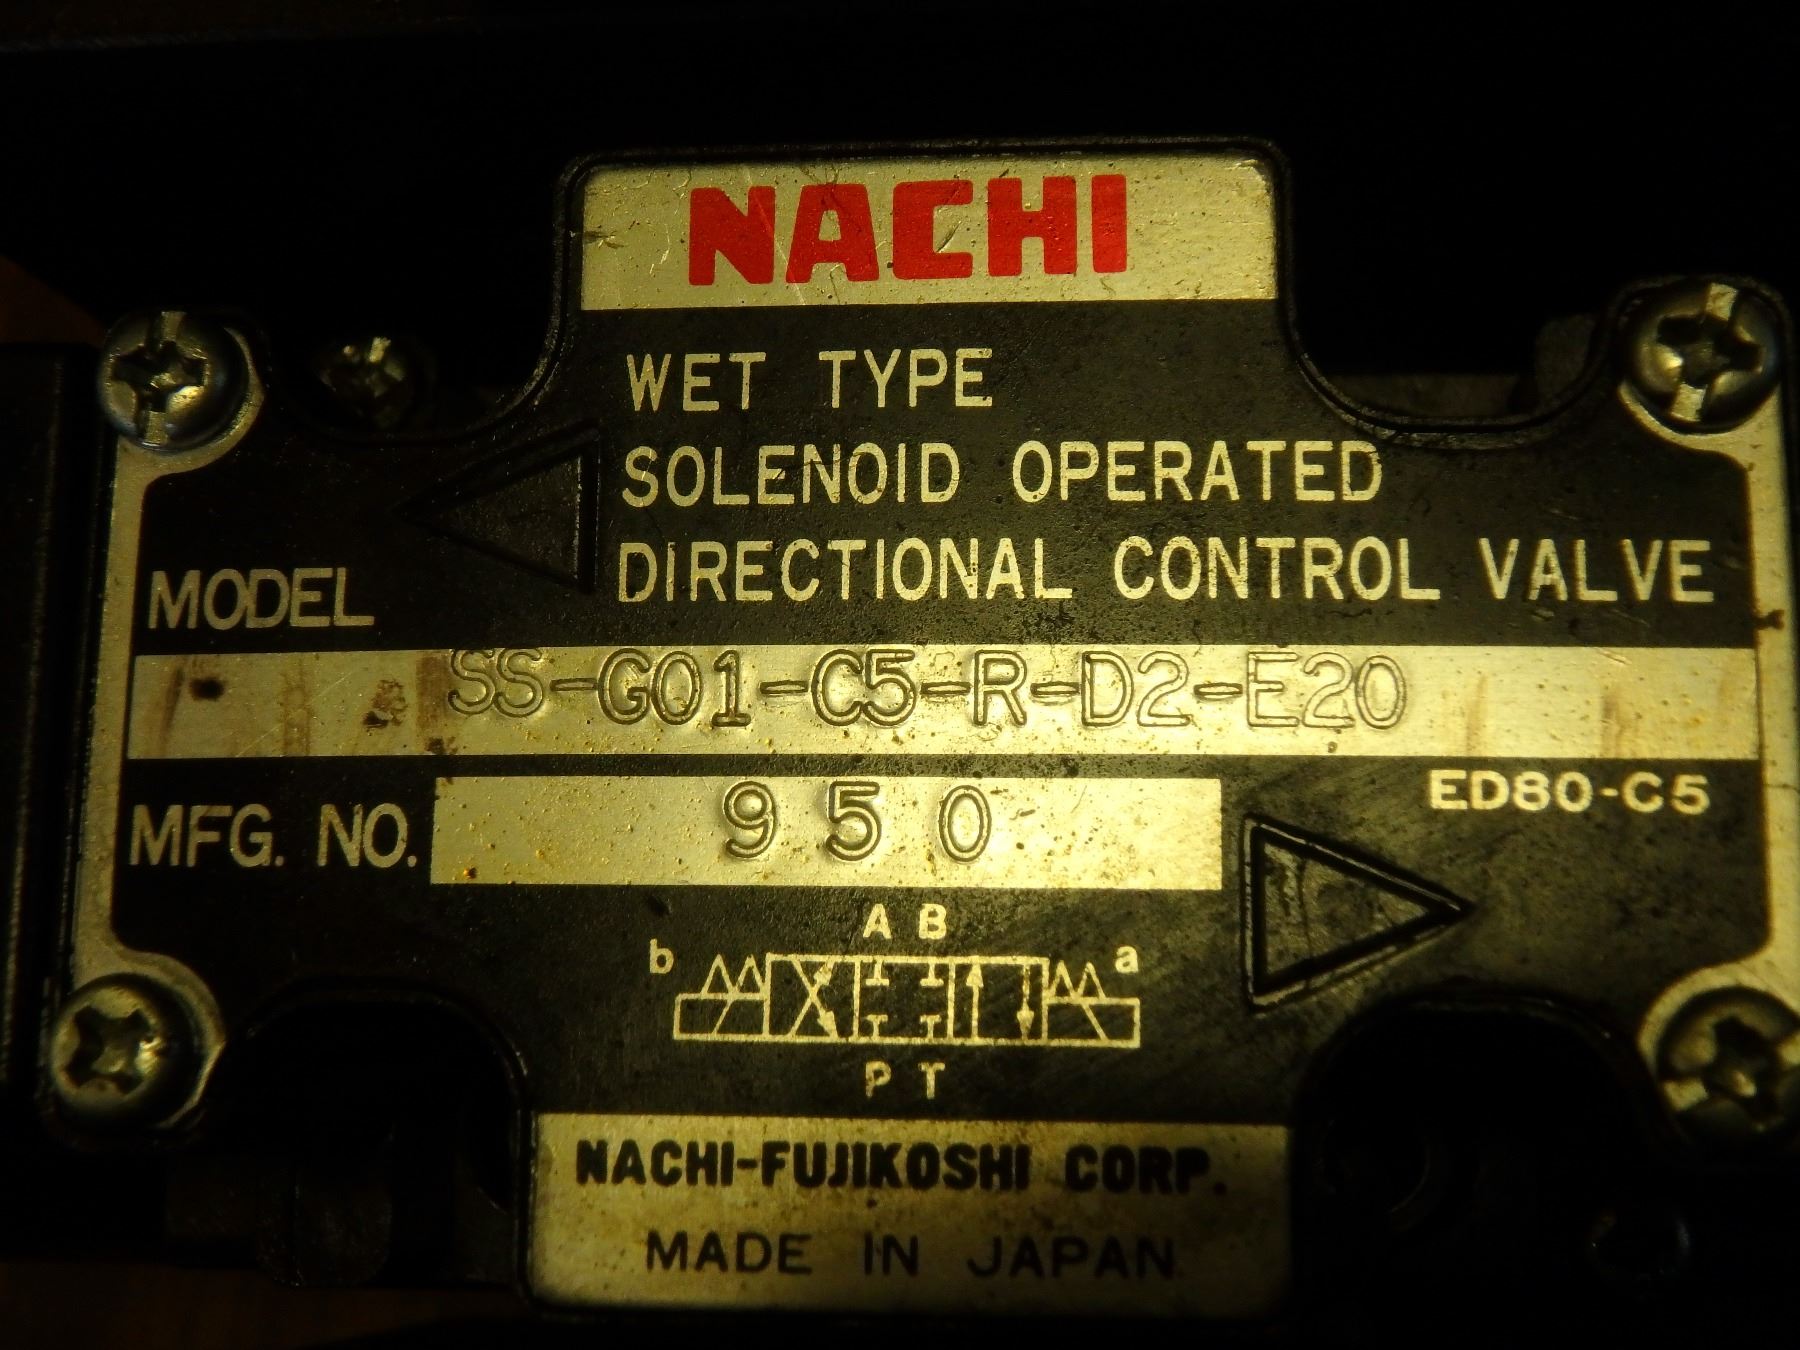 NACHI
WET TYPE
SOLENOID OPERATED
DIRECTIONAL CONTROL VALVE
MODEL
SS-G01-C5-R-D2-E20
ED80-C5
MFG. NO. 950
A B
b a
P T
NACHI-FUJIKOSHI CORP.
MADE IN JAPAN